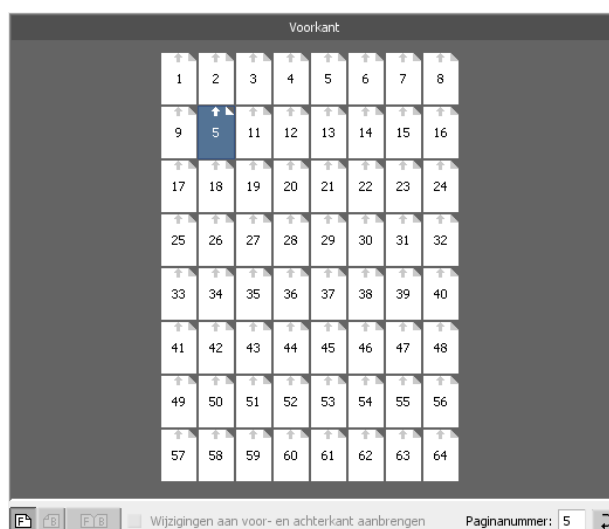 Voorkant
1 2 3 4 5 6 7 8
9 5 11 12 13 14 15 16
17 18 19 20 21 22 23 24
25 26 27 28 29 30 31 32
33 34 35 36 37 38 39 40
41 42 43 44 45 46 47 48
49 50 51 52 53 54 55 56
57 58 59 60 61 62 63 64
F B F B Wijzigingen aan voor- en achterkant aanbrengen Paginanummer: 5